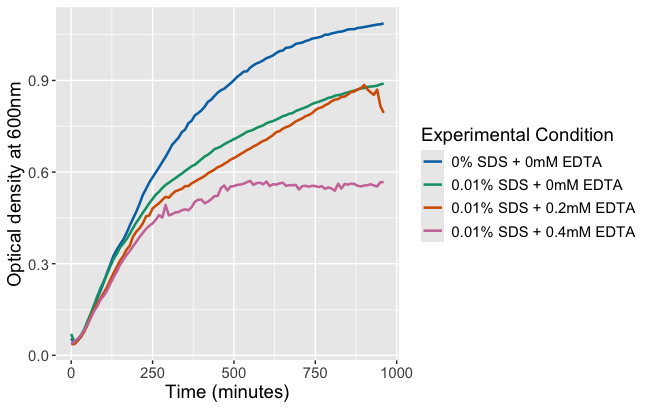 Optical density at 600nm
0.9
0.6
0.3
0.0
0
250
500
750
1000
Time (minutes)
Experimental Condition
0% SDS + 0mM EDTA
0.01% SDS + 0mM EDTA
0.01% SDS + 0.2mM EDTA
0.01% SDS + 0.4mM EDTA